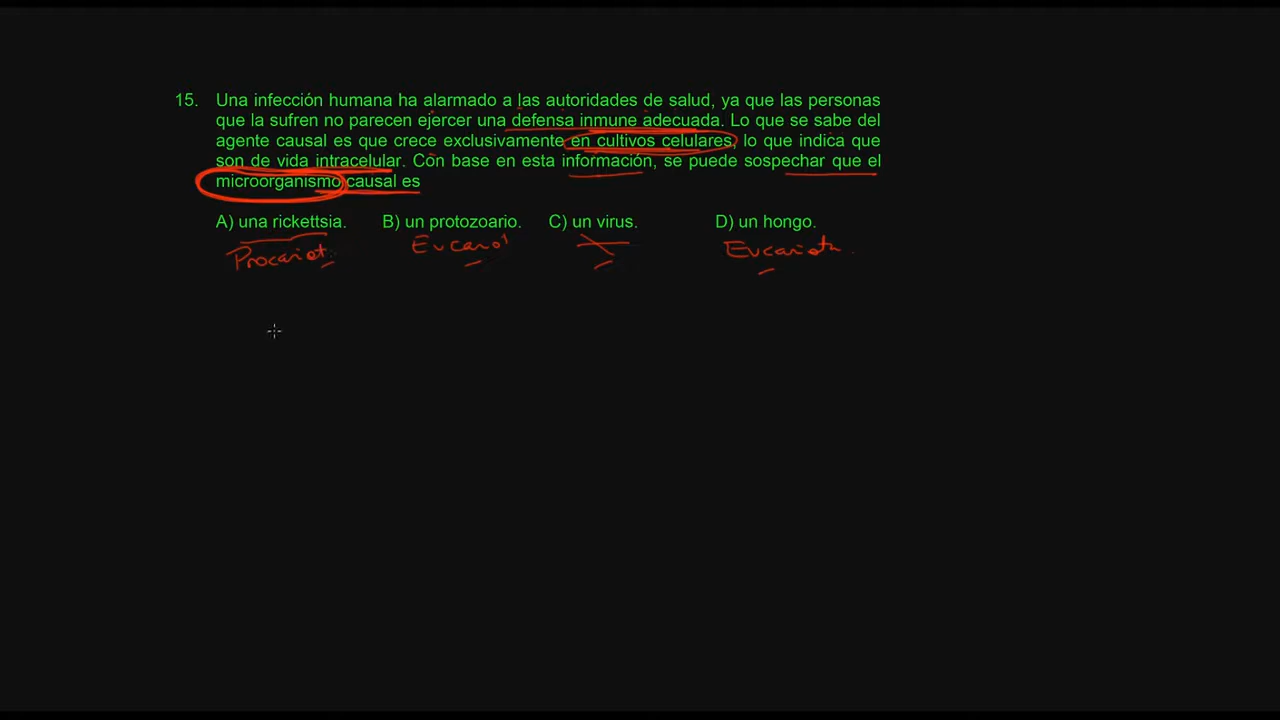 15. Una infección humana ha alarmado a las autoridades de salud, ya que las personas
que la sufren no parecen ejercer una defensa inmune adecuada. Lo que se sabe del
agente causal es que crece exclusivamente en cultivos celulares, lo que indica que
son de vida intracelular. Con base en esta información, se puede sospechar que el
microorganismo causal es
A) una rickettsia. B) un protozoario. C) un virus. D) un hongo.
Procariot Eucariot Eucariota